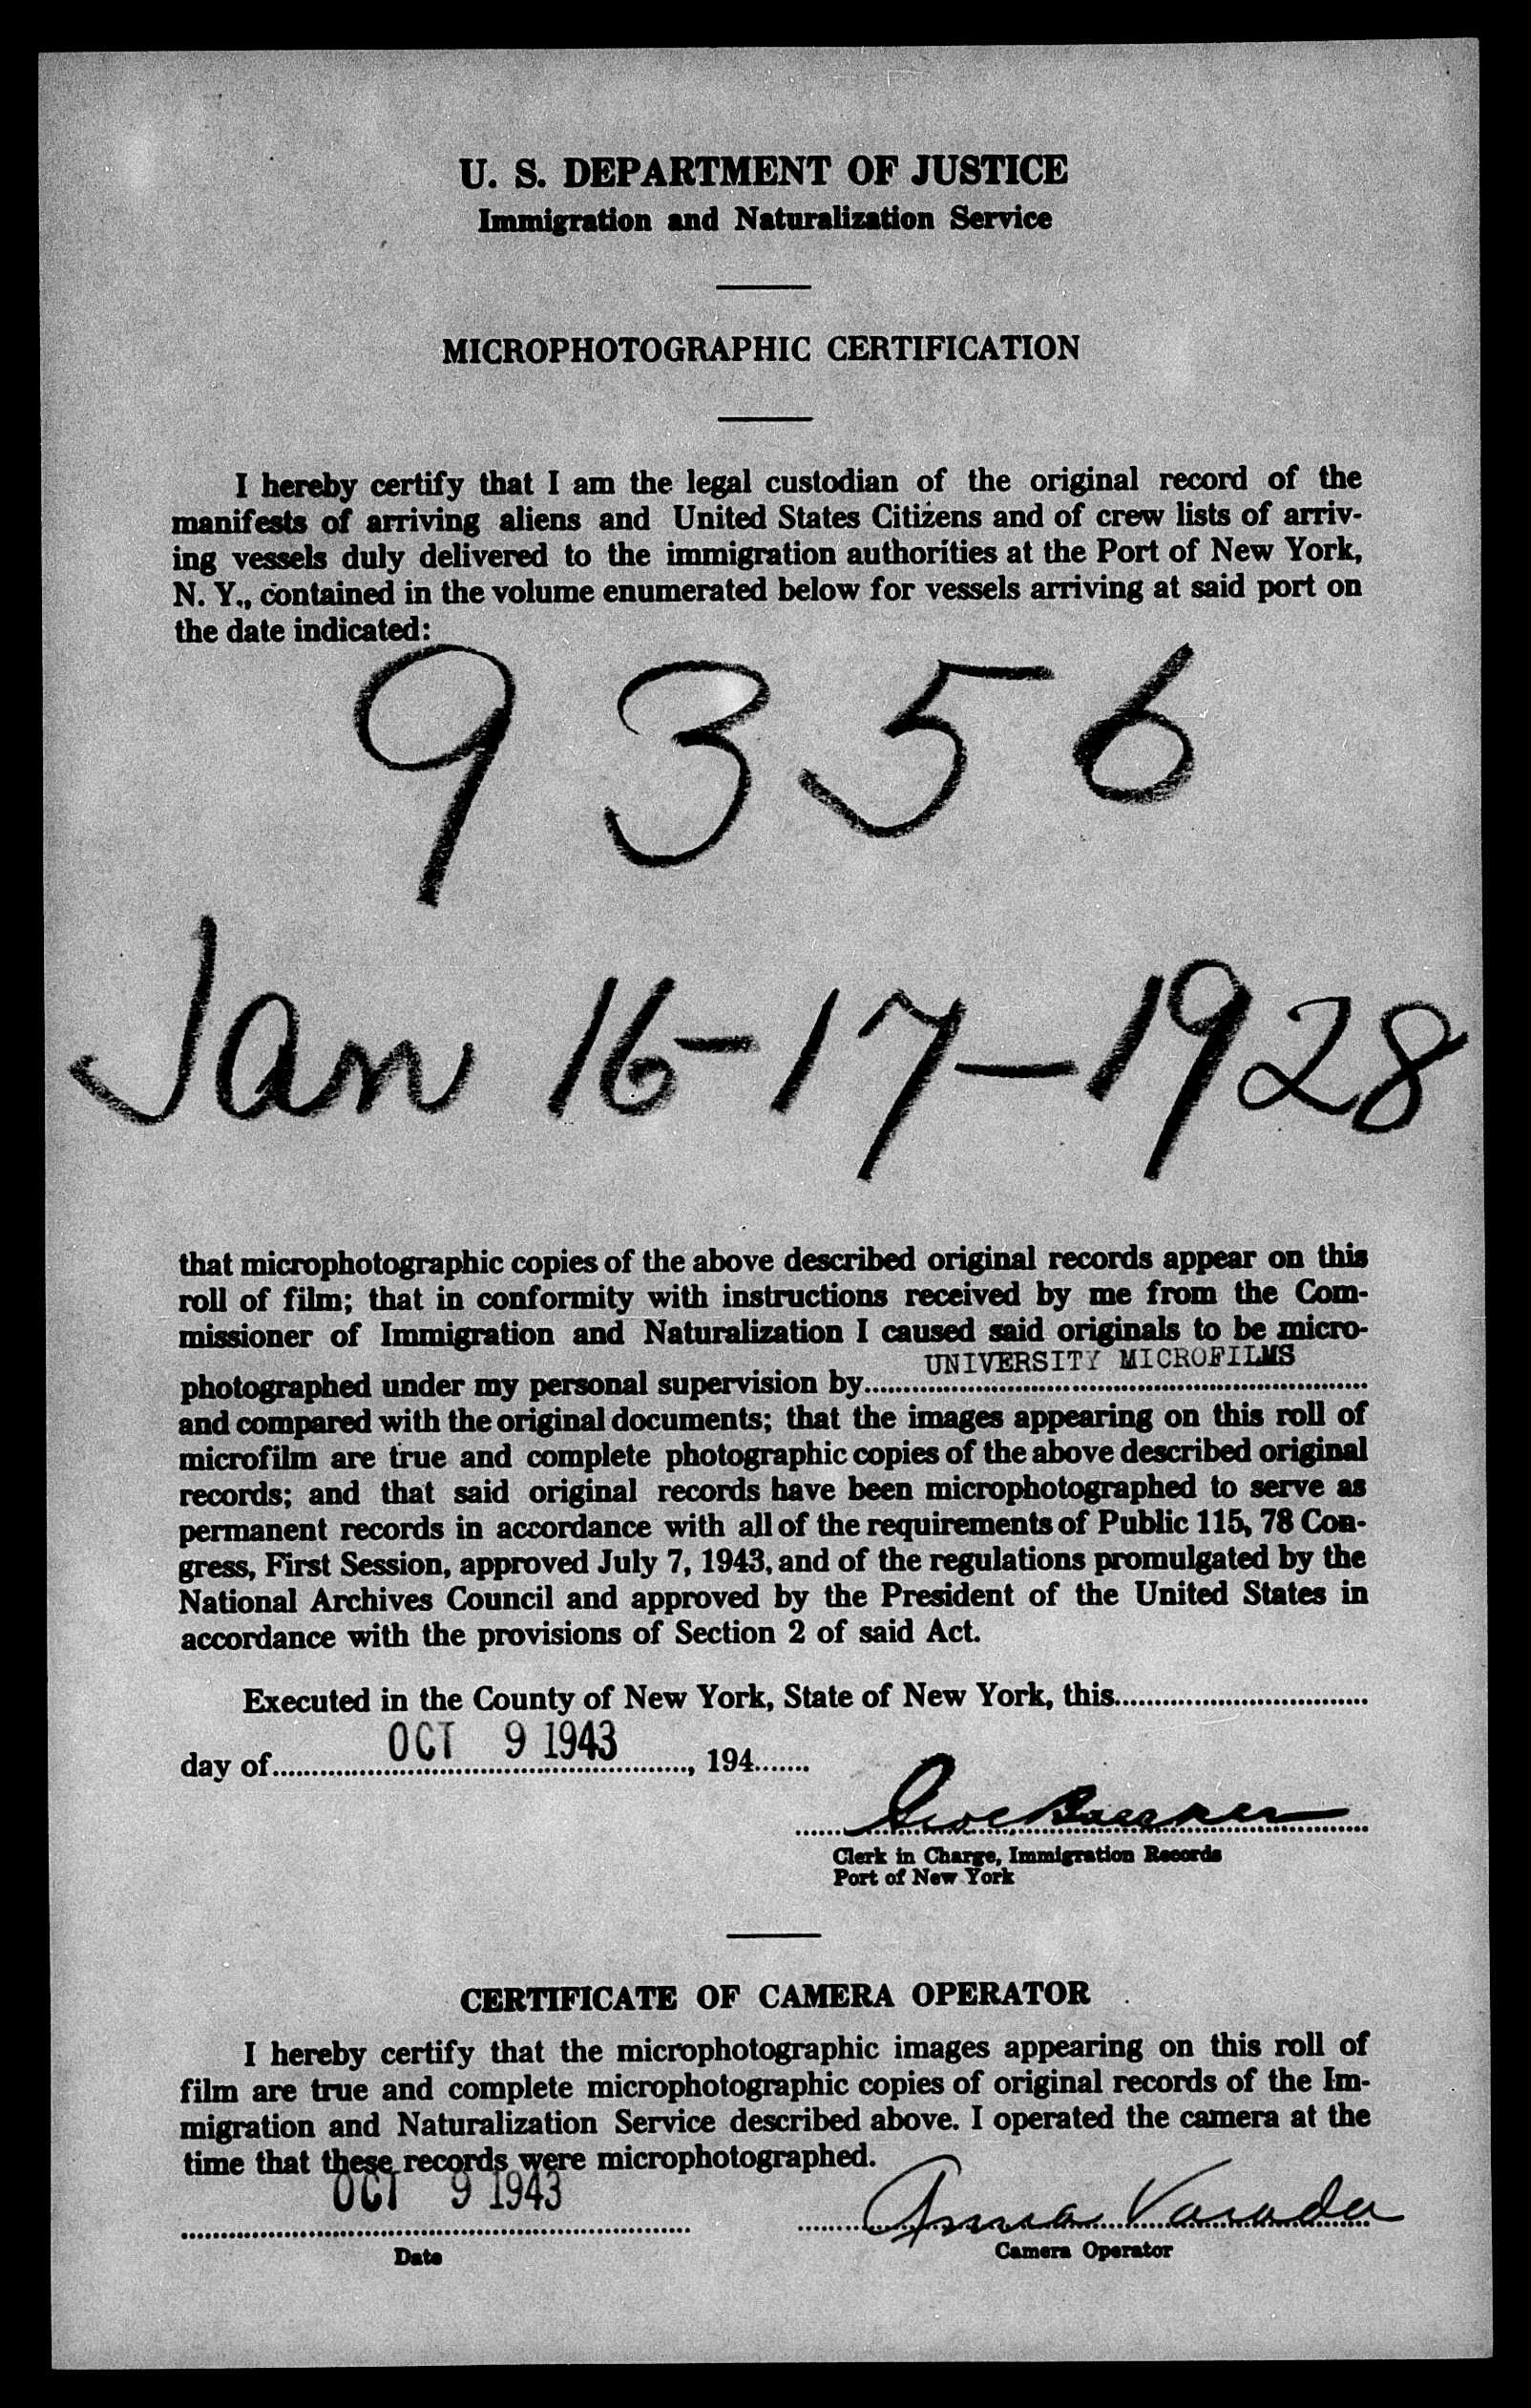 U. S. DEPARTMENT OF JUSTICE
Immigration and Naturalization Service
MICROPHOTOGRAPHIC CERTIFICATION
I hereby certify that I am the legal custodian of the original record of the
manifests of arriving aliens and United States Citizens and of crew lists of arriv-
ing vessels duly delivered to the immigration authorities at the Port of New York,
N. Y., contained in the volume enumerated below for vessels arriving at said port on
the date indicated:
9356
Jan 16-17-1928
that microphotographic copies of the above described original records appear on this
roll of film; that in conformity with instructions received by me from the Com-
missioner of Immigration and Naturalization I caused said originals to be micro-
photographed under my personal supervision by UNIVERSITY MICROFILMS
and compared with the original documents; that the images appearing on this roll of
microfilm are true and complete photographic copies of the above described original
records; and that said original records have been microphotographed to serve as
permanent records in accordance with all of the requirements of Public 115, 78 Con-
gress, First Session, approved July 7, 1943, and of the regulations promulgated by the
National Archives Council and approved by the President of the United States in
accordance with the provisions of Section 2 of said Act.
Executed in the County of New York, State of New York, this
day of OCT 9 1943, 194
Clerk in Charge, Immigration Records
Port of New York
CERTIFICATE OF CAMERA OPERATOR
I hereby certify that the microphotographic images appearing on this roll of
film are true and complete microphotographic copies of original records of the Im-
migration and Naturalization Service described above. I operated the camera at the
time that these records were microphotographed.
OCT 9 1943
Anna
Date
Camera Operator